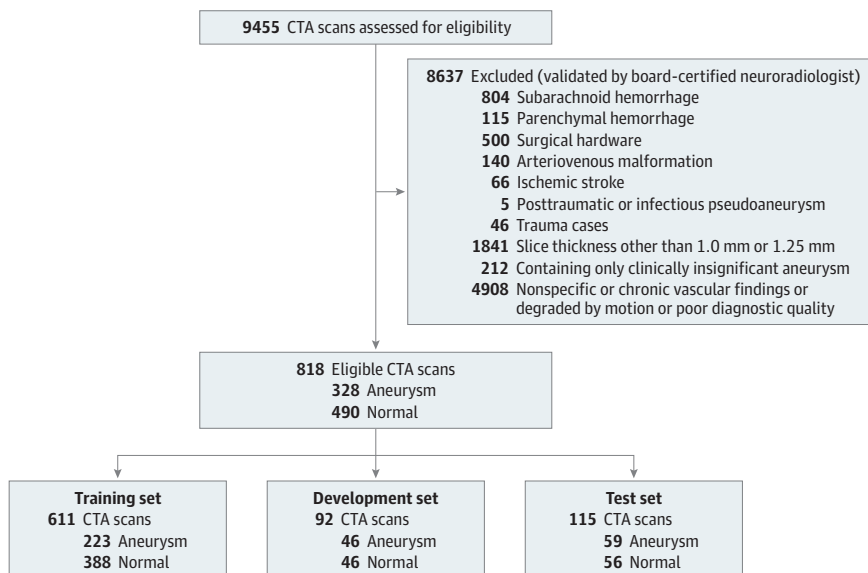 9455 CTA scans assessed for eligibility
8637 Excluded (validated by board-certified neuroradiologist)
804 Subarachnoid hemorrhage
115 Parenchymal hemorrhage
500 Surgical hardware
140 Arteriovenous malformation
66 Ischemic stroke
5 Posttraumatic or infectious pseudoaneurysm
46 Trauma cases
1841 Slice thickness other than 1.0 mm or 1.25 mm
212 Containing only clinically insignificant aneurysm
4908 Nonspecific or chronic vascular findings or
degraded by motion or poor diagnostic quality
818 Eligible CTA scans
328 Aneurysm
490 Normal
Training set
611 CTA scans
223 Aneurysm
388 Normal
Development set
92 CTA scans
46 Aneurysm
46 Normal
Test set
115 CTA scans
59 Aneurysm
56 Normal